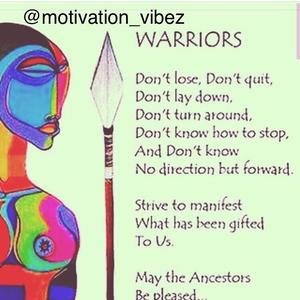 @motivation_vibez
WARRIORS
Don't lose, Don't quit,
Don't lay down,
Don't turn around,
Don't know how to stop,
And Don't know
No direction but forward.
Strive to manifest
What has been gifted
To Us.
May the Ancestors
Be pleased...